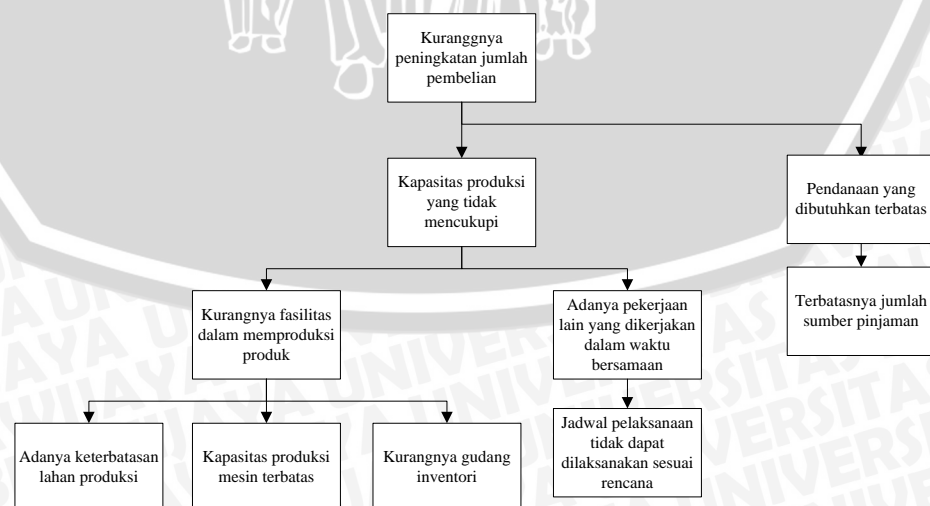 Kuranggnya
peningkatan jumlah
pembelian
Kapasitas produksi
yang tidak
mencukupi
Pendanaan yang
dibutuhkan terbatas
Kurangnya fasilitas
dalam memproduksi
produk
Adanya pekerjaan
lain yang dikerjakan
dalam waktu
bersamaan
Terbatasnya jumlah
sumber pinjaman
Adanya keterbatasan
lahan produksi
Kapasitas produksi
mesin terbatas
Kurangnya gudang
inventori
Jadwal pelaksanaan
tidak dapat
dilaksanakan sesuai
rencana